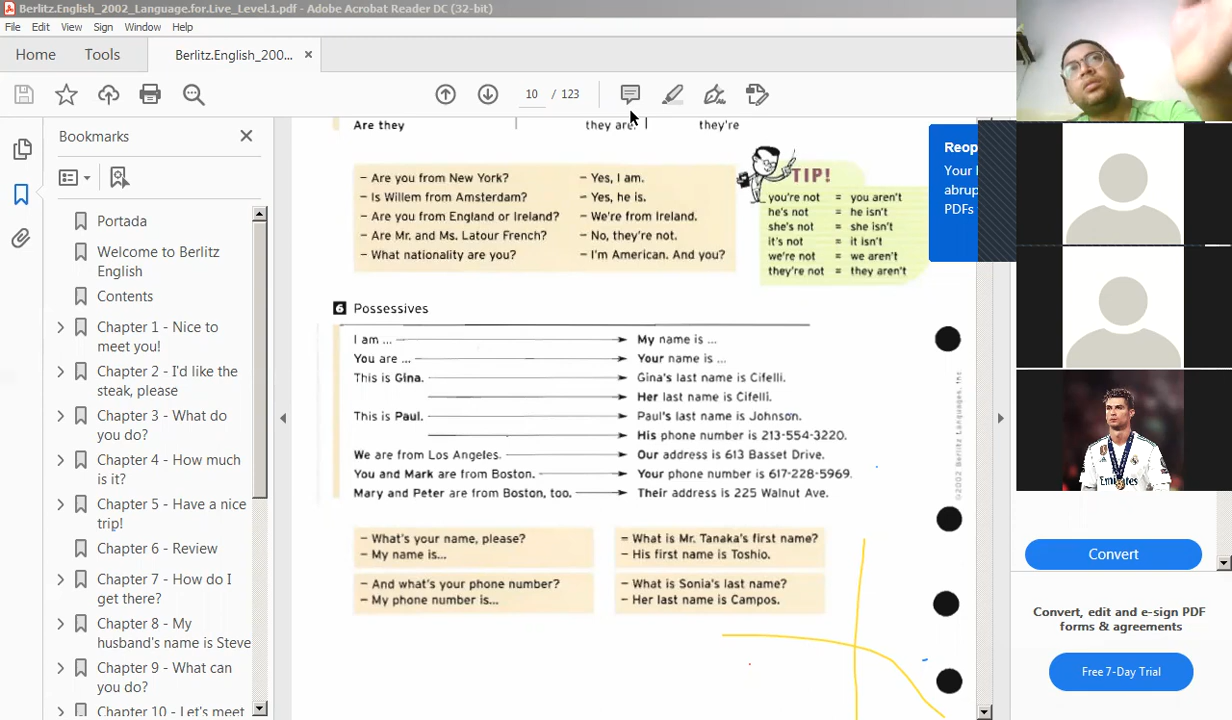 Berlitz.English_2002_Language.for.Live_Level.1.pdf - Adobe Acrobat Reader DC (32-bit)
File Edit View Sign Window Help
Home Tools Berlitz.English_200... ×
10 / 123
Bookmarks
Portada
Welcome to Berlitz
English
Contents
Chapter 1 - Nice to
meet you!
Chapter 2 - I'd like the
steak, please
Chapter 3 - What do
you do?
Chapter 4 - How much
is it?
Chapter 5 - Have a nice
trip!
Chapter 6 - Review
Chapter 7 - How do I
get there?
Chapter 8 - My
husband's name is Steve
Chapter 9 - What can
you do?
Chapter 10 - Let's meet
Are they they are. they're
– Are you from New York? – Yes, I am.
– Is Willem from Amsterdam? – Yes, he is.
– Are you from England or Ireland? – We're from Ireland.
– Are Mr. and Ms. Latour French? – No, they're not.
– What nationality are you? – I'm American. And you?
TIP!
you're not = you aren't
he's not = he isn't
she's not = she isn't
it's not = it isn't
we're not = we aren't
they're not = they aren't
Reop
Your
abrup
PDFs
6 Possessives
I am ... My name is ...
You are ... Your name is ...
This is Gina. Gina's last name is Cifelli.
Her last name is Cifelli.
This is Paul. Paul's last name is Johnson.
His phone number is 213-554-3220.
We are from Los Angeles. Our address is 613 Basset Drive.
You and Mark are from Boston. Your phone number is 617-228-5969.
Mary and Peter are from Boston, too. Their address is 225 Walnut Ave.
– What's your name, please?
– My name is...
– And what's your phone number?
– My phone number is...
= What is Mr. Tanaka's first name?
– His first name is Toshio.
– What is Sonia's last name?
– Her last name is Campos.
©2002 Berlitz Languages, Inc
Emirates
Convert
Convert, edit and e-sign PDF
forms & agreements
Free 7-Day Trial